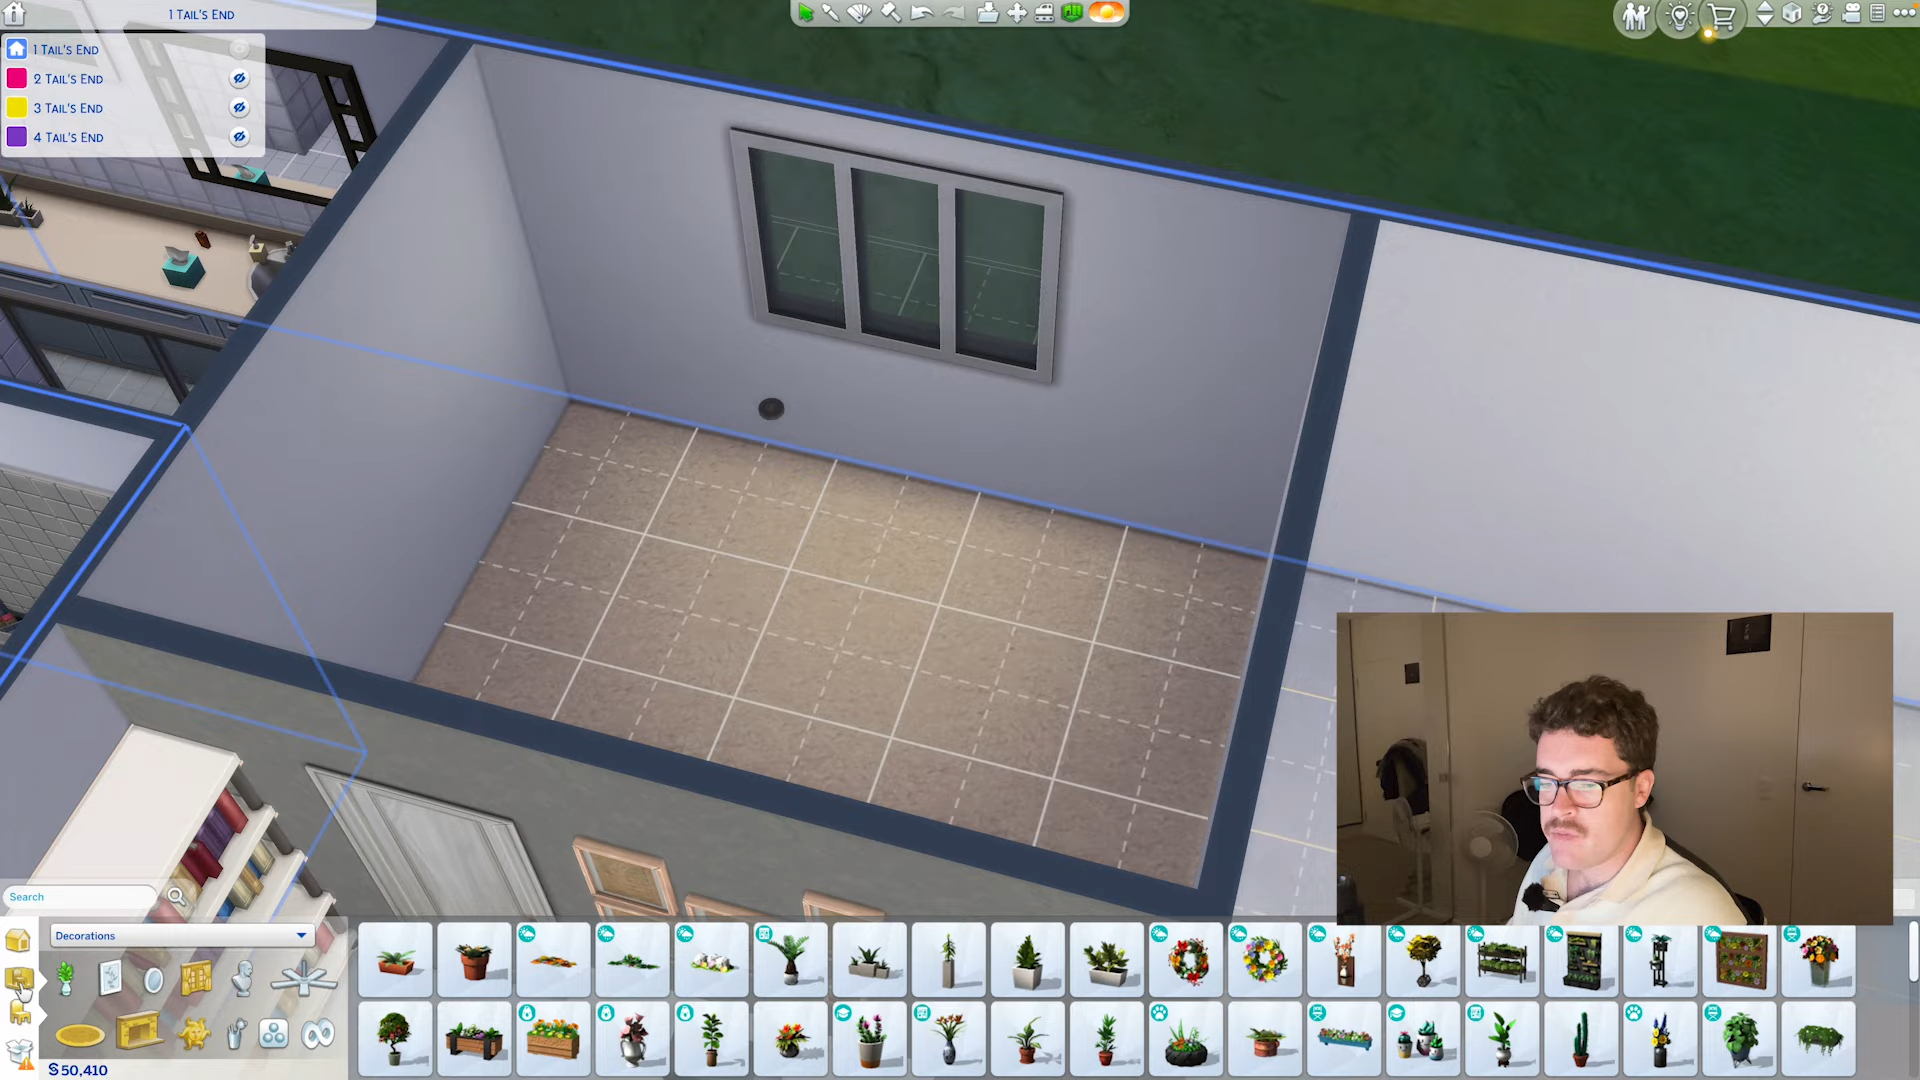 1 Tail's End
1 Tail's End
2 Tail's End
3 Tail's End
4 Tail's End
Search
Decorations
§50,410